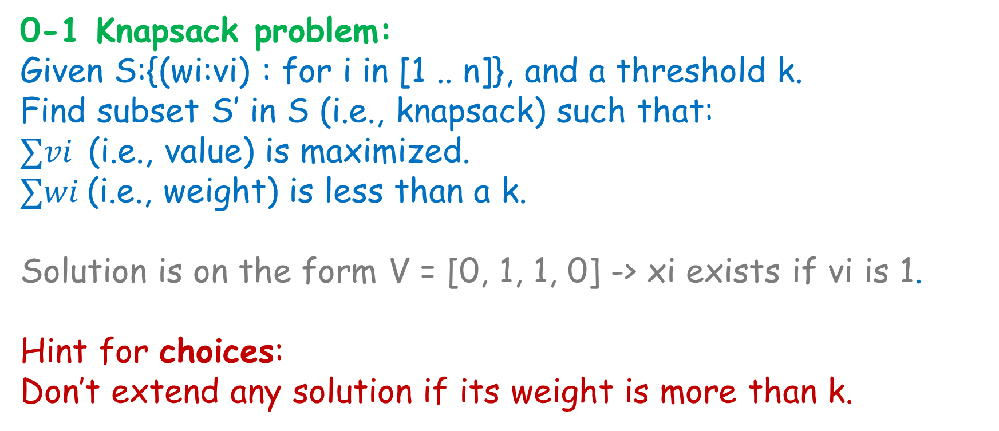 0-1 Knapsack problem:
Given S:{(wi:vi) : for i in [1 .. n]}, and a threshold k.
Find subset S’ in S (i.e., knapsack) such that:
∑𝑣𝑖 (i.e., value) is maximized.
∑𝑤𝑖 (i.e., weight) is less than a k.
Solution is on the form V = [0, 1, 1, 0] -> xi exists if vi is 1.
Hint for choices:
Don’t extend any solution if its weight is more than k.